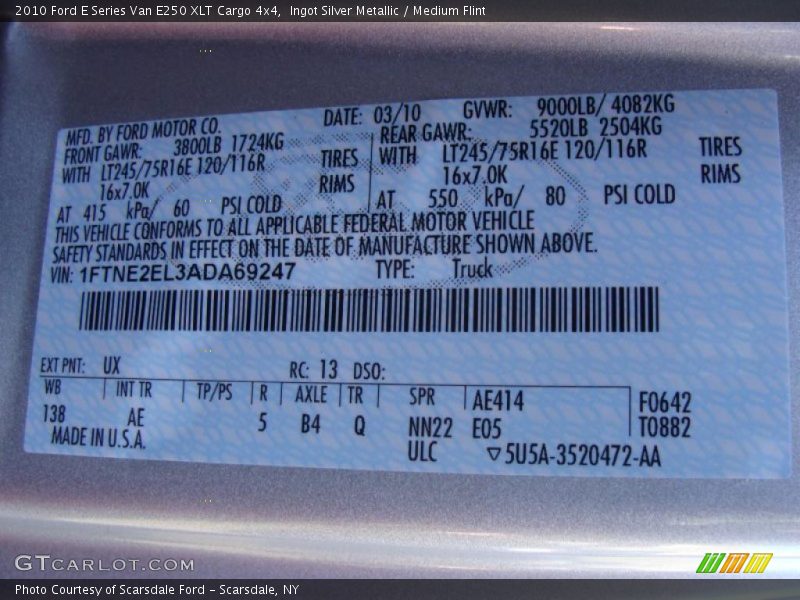 2010 Ford E Series Van E250 XLT Cargo 4x4,  Ingot Silver Metallic / Medium Flint
MFD. BY FORD MOTOR CO. DATE: 03/10 GVWR: 9000LB/ 4082KG
FRONT GAWR: 3800LB 1724KG REAR GAWR: 5520LB 2504KG
WITH LT245/75R16E 120/116R TIRES WITH LT245/75R16E 120/116R TIRES
16x7.0K RIMS 16x7.0K RIMS
AT 415 kPa/ 60 PSI COLD AT 550 kPa/ 80 PSI COLD
THIS VEHICLE CONFORMS TO ALL APPLICABLE FEDERAL MOTOR VEHICLE
SAFETY STANDARDS IN EFFECT ON THE DATE OF MANUFACTURE SHOWN ABOVE.
VIN: 1FTNE2EL3ADA69247 TYPE: Truck
EXT PNT: UX RC: 13 DSO:
WB INT TR TP/PS R AXLE TR SPR AE414 F0642
138 AE 5 B4 Q NN22 E05 T0882
MADE IN U.S.A. ULC ▽5U5A-3520472-AA
GTCARLOT.COM
Photo Courtesy of Scarsdale Ford – Scarsdale, NY